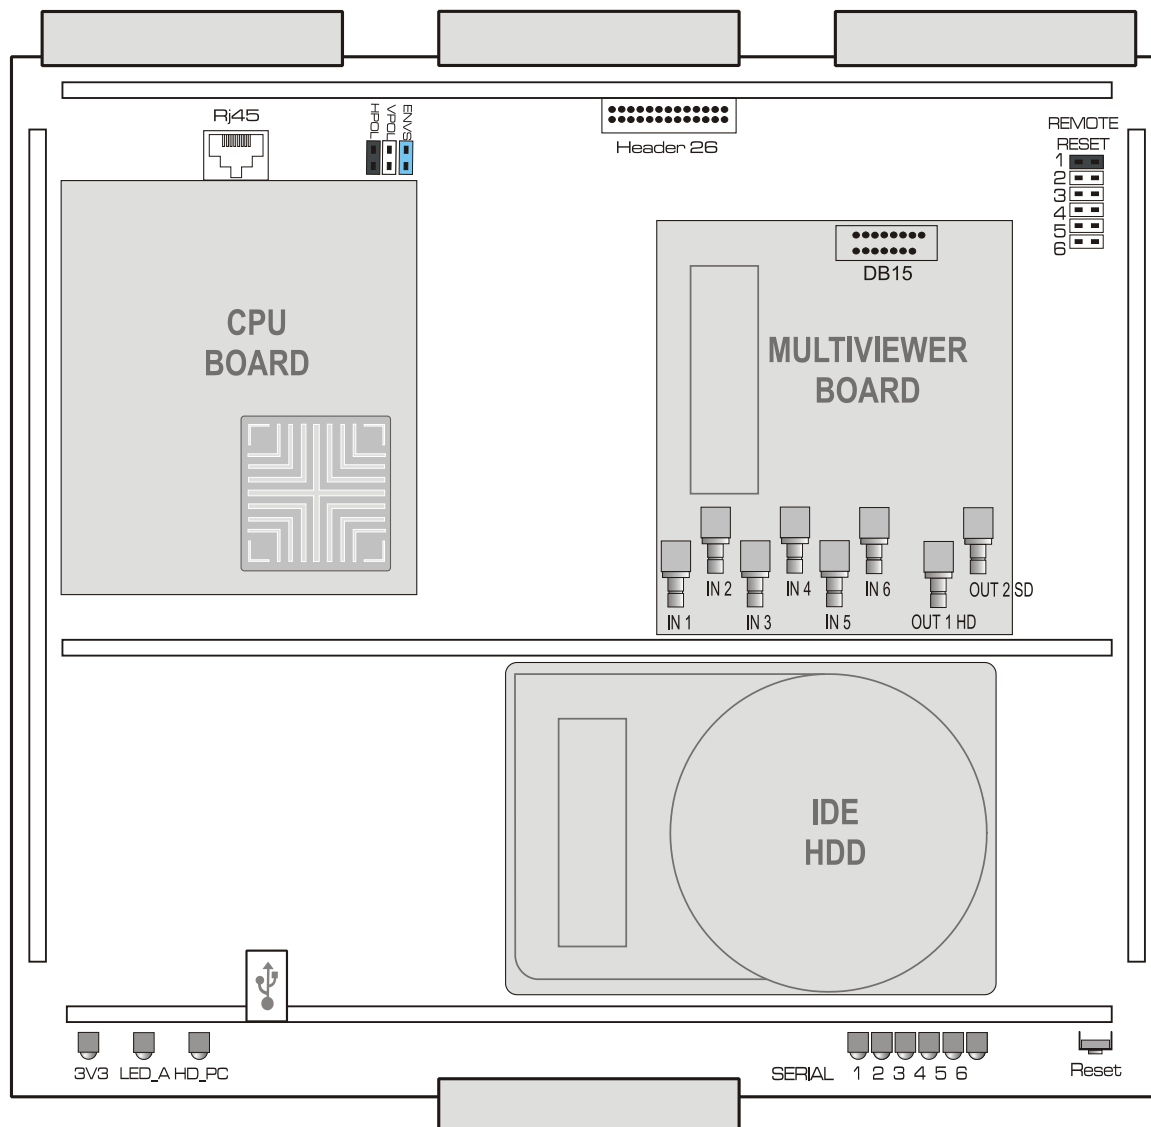 Rj45
HPOL
VPOL
ENVS
Header 26
REMOTE
RESET
1
2
3
4
5
6
DB15
CPU
BOARD
MULTIVIEWER
BOARD
IN 1
IN 2
IN 3
IN 4
IN 5
IN 6
OUT 1 HD
OUT 2 SD
IDE
HDD
3V3 LED_A HD_PC
SERIAL 1 2 3 4 5 6
Reset